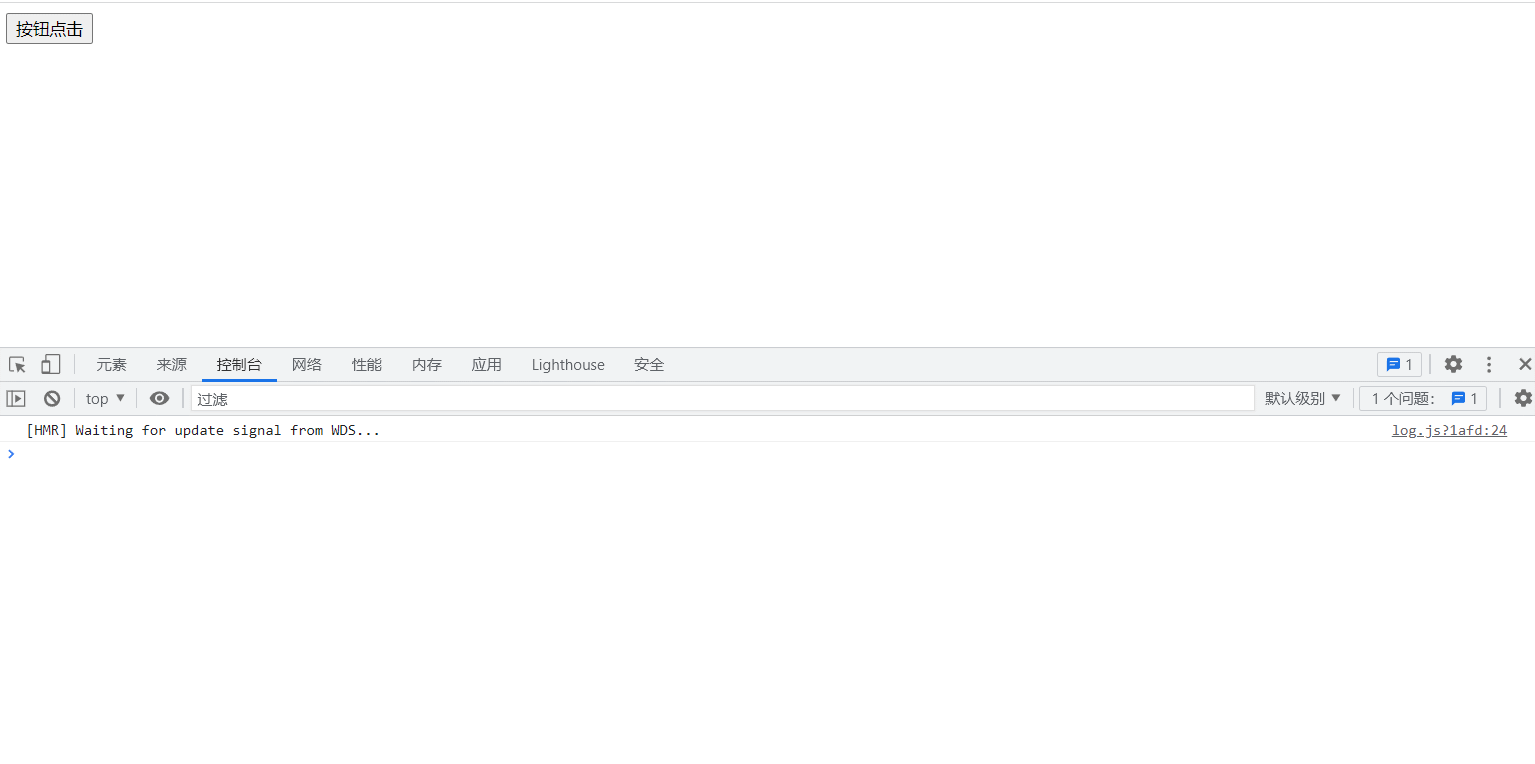 按钮点击
元素 来源 控制台 网络 性能 内存 应用 Lighthouse 安全 1
top 过滤 默认级别 1 个问题: 1
[HMR] Waiting for update signal from WDS... log.js?1afd:24